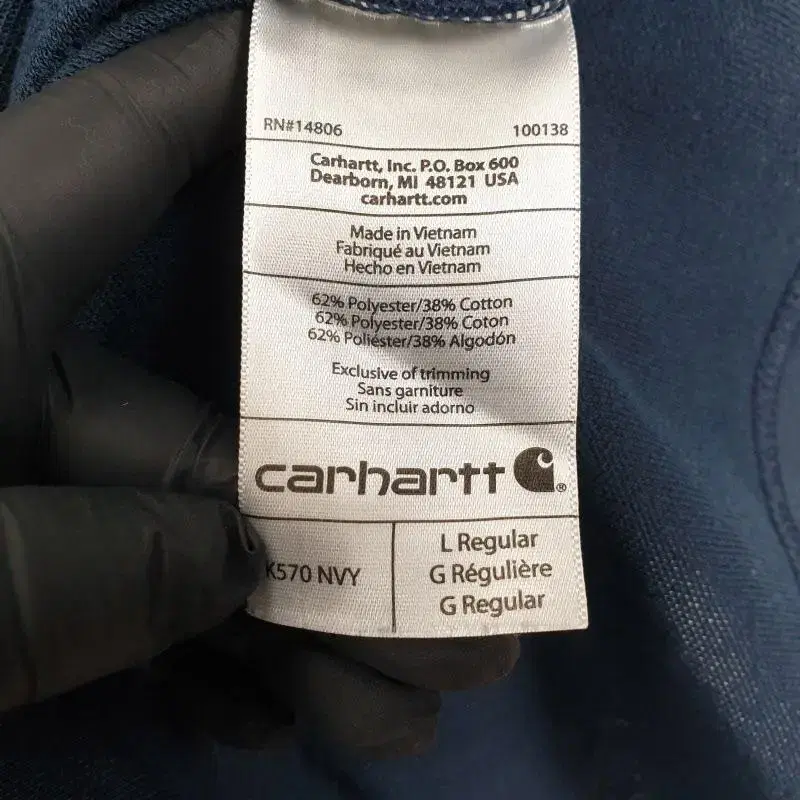 RN#14806 100138
Carhartt, Inc. P.O. Box 600
Dearborn, MI 48121 USA
carhartt.com
Made in Vietnam
Fabriqué au Vietnam
Hecho en Vietnam
62% Polyester/38% Cotton
62% Polyester/38% Coton
62% Poliéster/38% Algodón
Exclusive of trimming
Sans garniture
Sin incluir adorno
carhartt®
K570 NVY
L Regular
G Régulière
G Regular